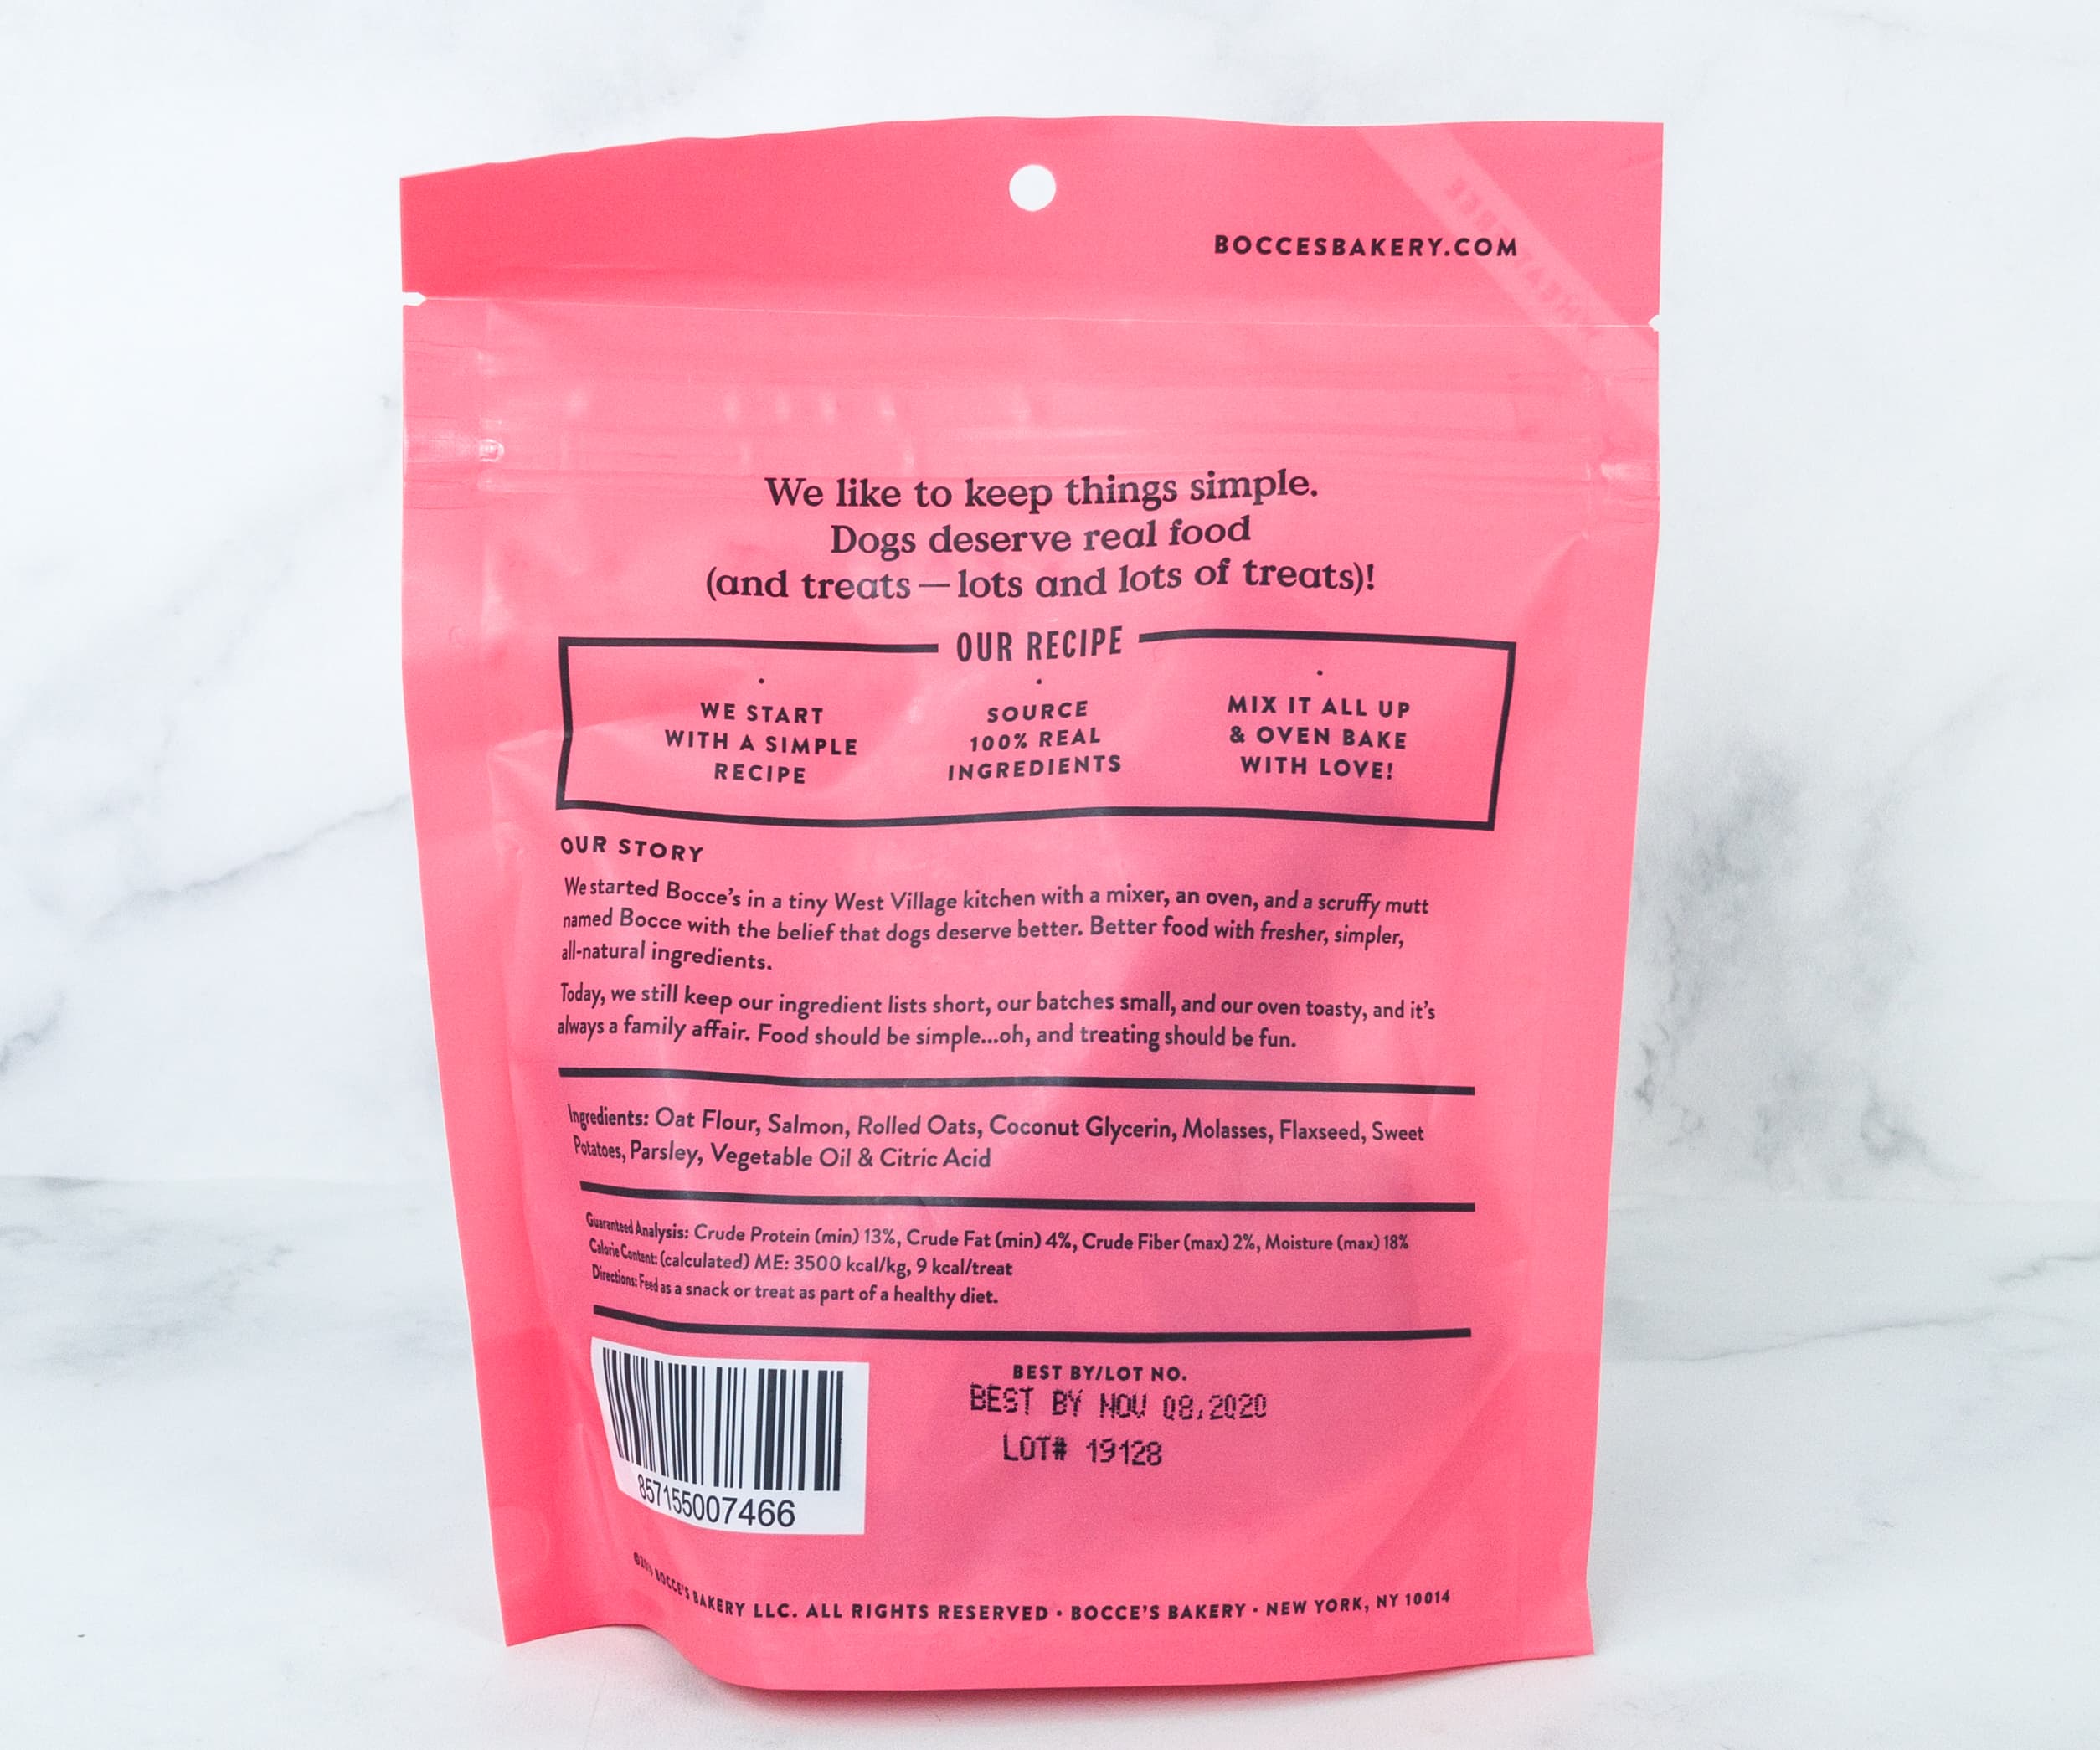 BOCCESBAKERY.COM
We like to keep things simple.
Dogs deserve real food
(and treats—lots and lots of treats)!
OUR RECIPE
WE START
WITH A SIMPLE
RECIPE
SOURCE
100% REAL
INGREDIENTS
MIX IT ALL UP
& OVEN BAKE
WITH LOVE!
OUR STORY
We started Bocce's in a tiny West Village kitchen with a mixer, an oven, and a scruffy mutt
named Bocce with the belief that dogs deserve better. Better food with fresher, simpler,
all-natural ingredients.
Today, we still keep our ingredient lists short, our batches small, and our oven toasty, and it's
always a family affair. Food should be simple...oh, and treating should be fun.
Ingredients: Oat Flour, Salmon, Rolled Oats, Coconut Glycerin, Molasses, Flaxseed, Sweet
Potatoes, Parsley, Vegetable Oil & Citric Acid
Guaranteed Analysis: Crude Protein (min) 13%, Crude Fat (min) 4%, Crude Fiber (max) 2%, Moisture (max) 18%
Calorie Content: (calculated) ME: 3500 kcal/kg, 9 kcal/treat
Directions: Feed as a snack or treat as part of a healthy diet.
BEST BY/LOT NO.
BEST BY NOV 08,2020
LOT# 19128
857155007466
BOCCE'S BAKERY LLC. ALL RIGHTS RESERVED • BOCCE'S BAKERY • NEW YORK, NY 10014